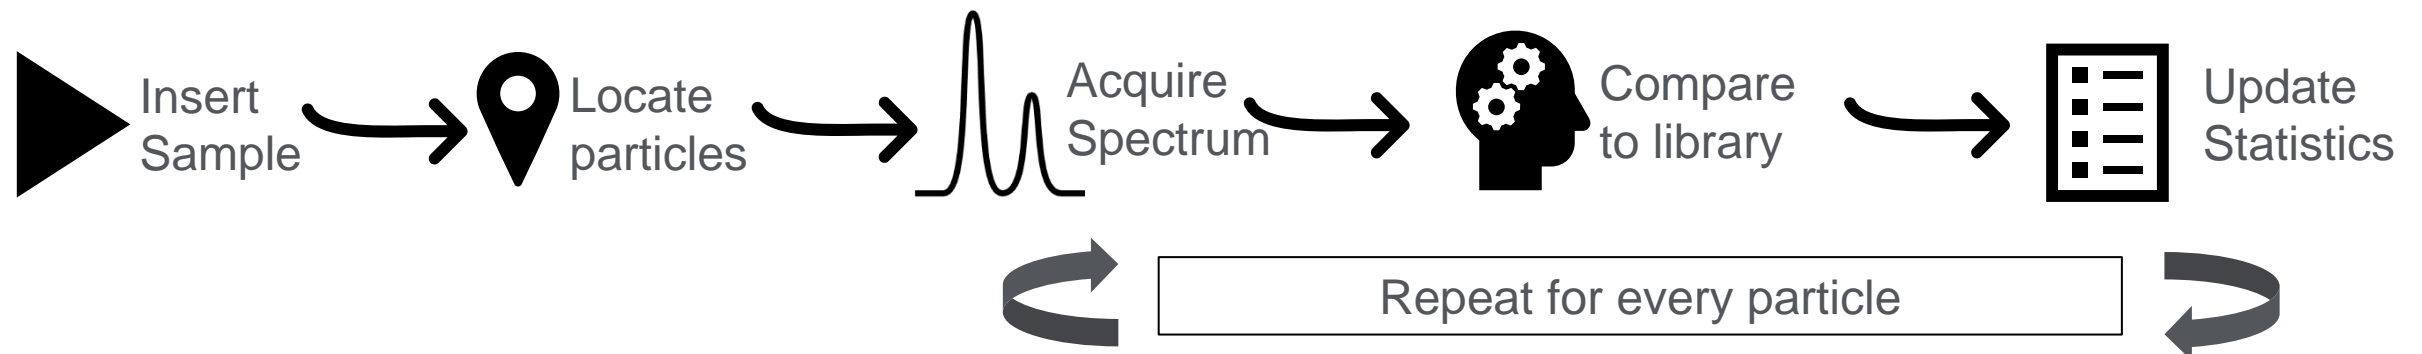 Insert
Sample
Locate
particles
Acquire
Spectrum
Compare
to library
Update
Statistics
Repeat for every particle